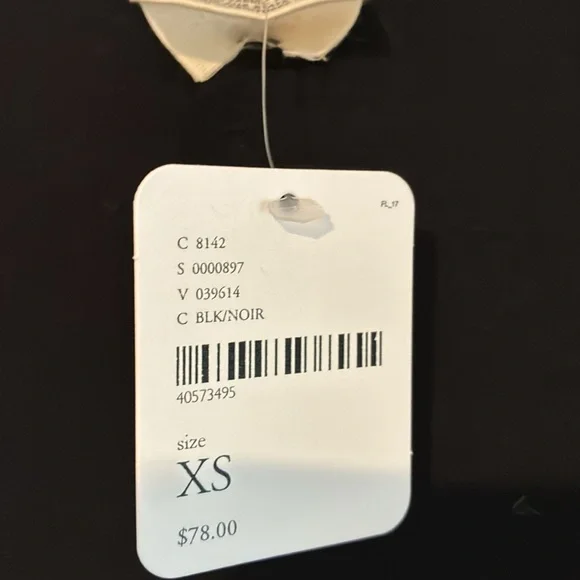 FL_17
C 8142
S 0000897
V 039614
C BLK/NOIR
40573495
size
XS
$78.00